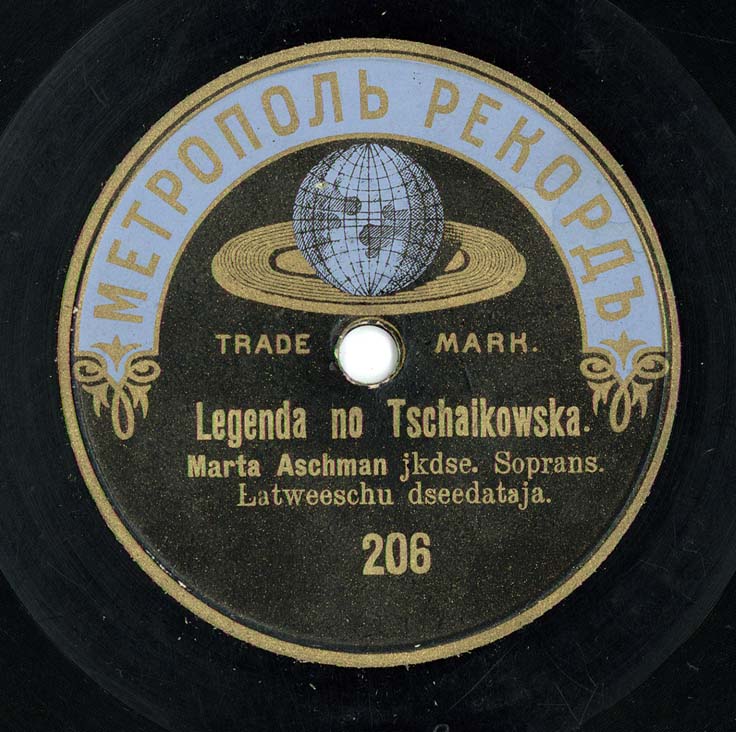 МЕТРОПОЛЬ РЕКОРДЪ
TRADE MARK.
Legenda no Tschaikowska.
Marta Aschman jkdse. Soprans.
Latweeschu dseedataja.
206